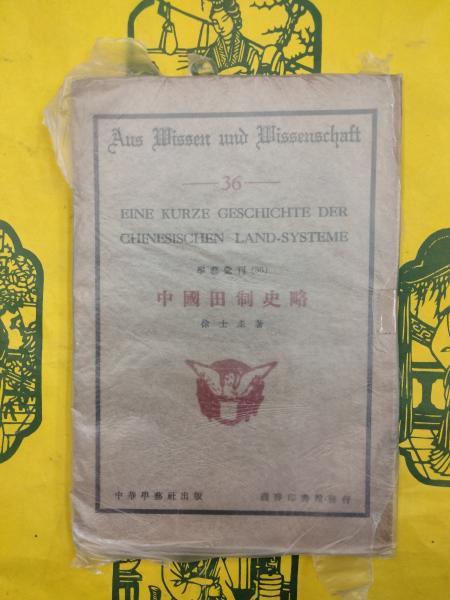 Aus Wissen und Wissenschaft
36
EINE KURZE GESCHICHTE DER
CHINESISCHEN LAND-SYSTEME
學藝彙刊(36)
中國田制史略
徐士圭著
中華學藝社出版 商務印書館發行